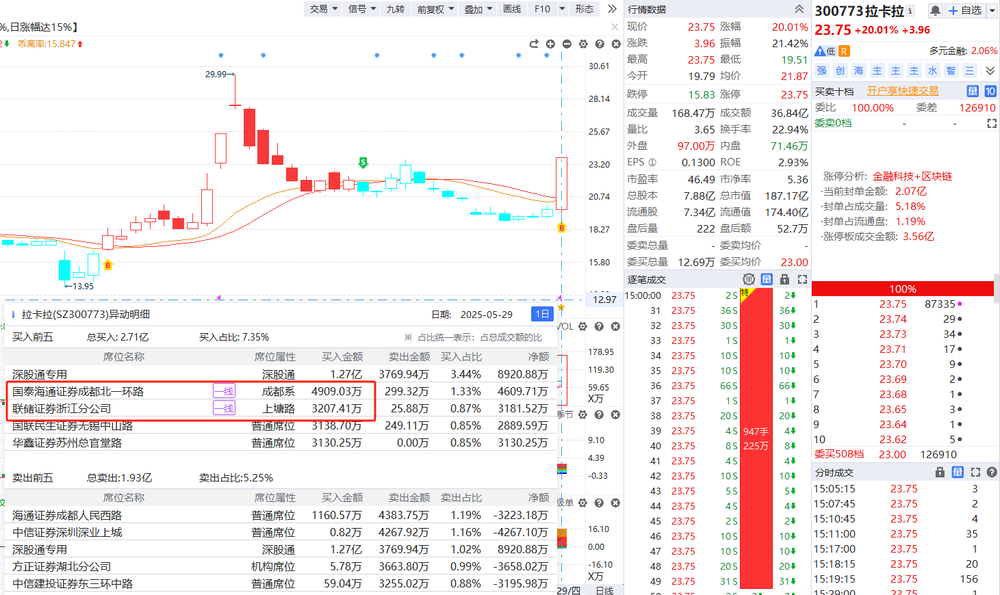 交易 信号 九转 前复权 叠加 画线 F10 形态
%,日涨幅达15%】
乖离率:15.847
29.99
13.95
S
B
B
30.61
28.14
25.67
23.20
20.74
18.27
15.80
12.97
VOL
178.95
119.30
59.65
X万
季节
9.10
4.39
-0.33
级单
16.10
0.00
-16.10
X万
29/四 日线
拉卡拉(SZ300773)异动明细 日期: 2025-05-29 1日
买入前五 总买入: 2.71亿 买入占比: 7.35% ※ 占比统一表示: 占总成交额的比
席位名称 席位属性 买入金额 卖出金额 买入占比 净额
深股通专用 深股通 1.27亿 3769.94万 3.44% 8920.88万
国泰海通证券成都北一环路 一线 成都系 4909.03万 299.32万 1.33% 4609.71万
联储证券浙江分公司 一线 上塘路 3207.41万 25.88万 0.87% 3181.52万
国联民生证券无锡中山路 普通席位 3138.70万 249.11万 0.85% 2889.59万
华鑫证券苏州总官堂路 普通席位 3130.25万 0.00万 0.85% 3130.25万
卖出前五 总卖出:1.93亿 卖出占比:5.25%
席位名称 席位属性 买入金额 卖出金额 卖出占比 净额
海通证券成都人民西路 普通席位 1160.57万 4383.75万 1.19% -3223.18万
中信证券深圳深业上城 普通席位 0.82万 4267.92万 1.16% -4267.10万
深股通专用 深股通 1.27亿 3769.94万 1.02% 8920.88万
方正证券湖北分公司 机构席位 5.78万 3663.80万 0.99% -3658.02万
中信建投证券东三环中路 普通席位 59.04万 3255.02万 0.88% -3195.98万
行情数据
现价 23.75 涨幅 20.01%
涨跌 3.96 振幅 21.42%
最高 23.75 最低 19.51
今开 19.79 均价 21.87
跌停 15.83 涨停 23.75
成交量 168.47万 成交额 36.84亿
量比 3.65 换手率 22.94%
外盘 97.00万 内盘 71.46万
EPS ① 0.1300 ROE 2.93%
市盈率 46.49 市净率 5.36
总股本 7.88亿 总市值 187.17亿
流通股 7.34亿 流通值 174.40亿
盘后量 222 盘后额 52.7万
委卖总量 - 委卖均价 -
委买总量 12.69万 委买均价 23.00
逐笔成交 单 量
15:00:00 23.75 2S 特 2
31 23.75 36S 36
32 23.75 30S 30
33 23.75 1S 1
34 23.75 10S 10
35 23.75 10S 10
36 23.75 66S 66
37 23.75 1S 1
38 23.75 20S 20
39 23.75 4S 947手 4
40 23.75 8S 225万 8
41 23.75 4S 4
42 23.75 10S 10
43 23.75 5S 5
44 23.75 4S 4
45 23.75 2S 2
46 23.75 10S 10
47 23.75 10S 10
48 23.75 20S 20
49 23.75 31S 31
300773拉卡拉 自选
23.75 +20.01% +3.96
低 R 多元金融: 2.06%
强 创 海 主 主 主 水 智 三
买卖十档 开户享快捷交易 量 10
委比 100.00% 委差 126910
委卖0档 - -
涨停分析: 金融科技+区块链
·当前封单金额: 2.07亿
·封单占成交量: 5.18%
·封单占流通盘: 1.19%
·涨停板成交金额: 3.56亿
100%
1 23.75 87335
2 23.74 29
3 23.73 34
4 23.71 17
5 23.70 9
6 23.69 2
7 23.68 1
8 23.65 3
9 23.64 1
10 23.62 5
委买508档 23.00 126910
分时成交 量
15:05:15 23.75 3
15:07:45 23.75 2
15:10:45 23.75 4
15:11:00 23.75 35
15:17:00 23.75 1
15:18:15 23.75 20
15:19:15 23.75 156
15:29:00 23.75 1